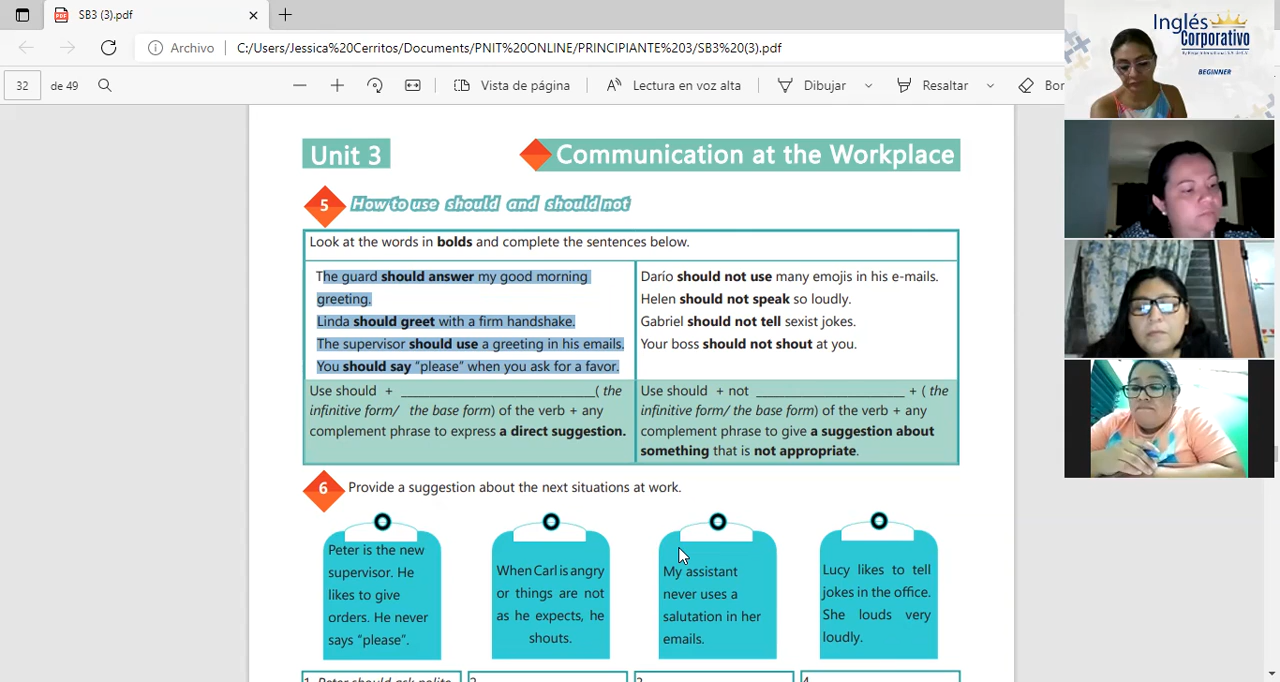 SB3 (3).pdf
Archivo
C:/Users/Jessica%20Cerritos/Documents/PNIT%20ONLINE/PRINCIPIANTE%203/SB3%20(3).pdf
32 de 49
Vista de página
Lectura en voz alta
Dibujar
Resaltar
Bor
Inglés
Corporativo
BEGINNER
Unit 3
Communication at the Workplace
5 How to use should and should not
Look at the words in bolds and complete the sentences below.
The guard should answer my good morning
greeting.
Linda should greet with a firm handshake.
The supervisor should use a greeting in his emails.
You should say “please” when you ask for a favor.
Darío should not use many emojis in his e-mails.
Helen should not speak so loudly.
Gabriel should not tell sexist jokes.
Your boss should not shout at you.
Use should + ______________________( the
infinitive form/ the base form) of the verb + any
complement phrase to express a direct suggestion.
Use should + not _________________ + ( the
infinitive form/ the base form) of the verb + any
complement phrase to give a suggestion about
something that is not appropriate.
6 Provide a suggestion about the next situations at work.
Peter is the new
supervisor. He
likes to give
orders. He never
says “please”.
When Carl is angry
or things are not
as he expects, he
shouts.
My assistant
never uses a
salutation in her
emails.
Lucy likes to tell
jokes in the office.
She louds very
loudly.
1. Peter should ask polite
2.
3.
4.